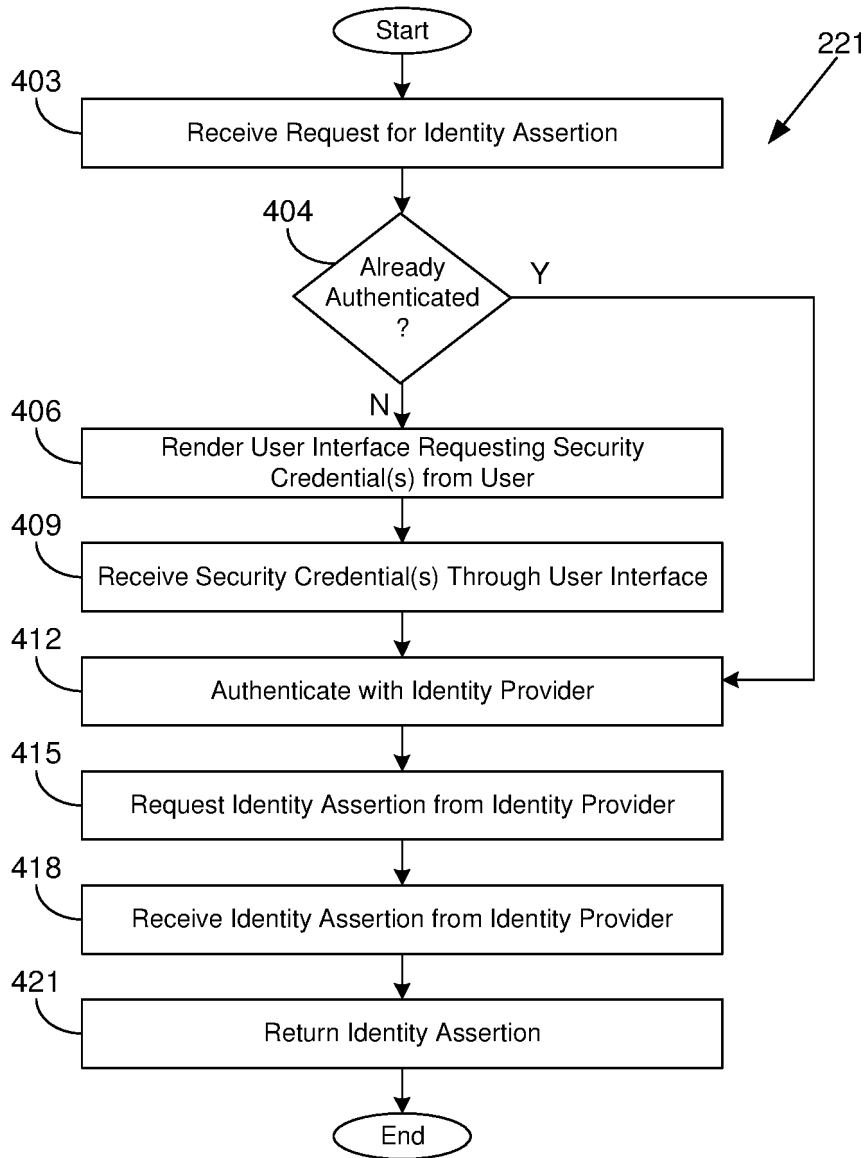 Start
221
403
Receive Request for Identity Assertion
404
Already
Authenticated
?
Y
N
406
Render User Interface Requesting Security
Credential(s) from User
409
Receive Security Credential(s) Through User Interface
412
Authenticate with Identity Provider
415
Request Identity Assertion from Identity Provider
418
Receive Identity Assertion from Identity Provider
421
Return Identity Assertion
End